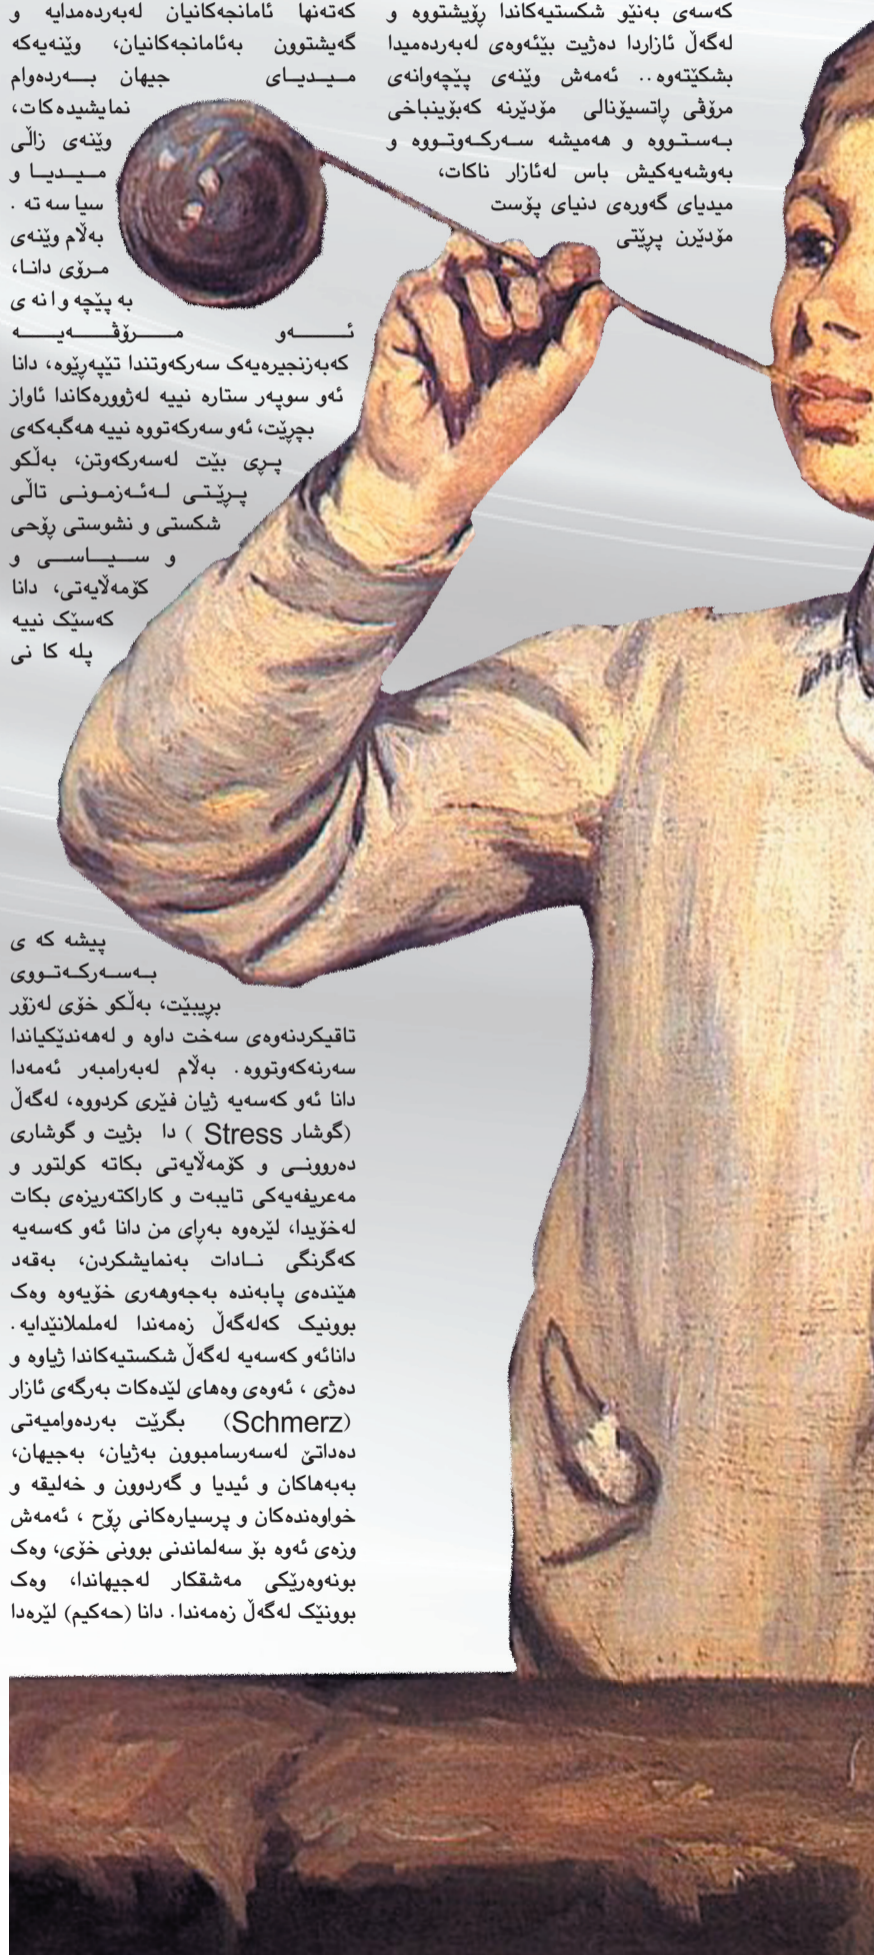 کەسەی بەنێو شکستیەکاندا ڕۆیشتووە و
لەگەڵ ئازاردا دەژیت بێئەوەی لەبەردەمیدا
بشکێتەوە.. ئەمەش وێنەی پێچەوانەی
مرۆڤی ڕاتسیۆنالی مۆدێرنە کەبۆینباخی
بەستووە و هەمیشە سەرکەوتووە و
بەوشەیەکیش باس لەئازار ناکات،
میدیای گەورەی دنیای پۆست
مۆدێرن پڕێتی
کەتەنها ئامانجەکانیان لەبەردەمدایە و
گەیشتوون بەئامانجەکانیان، وێنەیەکە
میدیای جیهان بەردەوام
نمایشیدەکات،
وێنەی زاڵی
میدیا و
سیاسەتە.
بەڵام وێنەی
مرۆی دانا،
بەپێچەوانەی
ئەو مرۆڤەیە
کەبەزنجیرەیەک سەرکەوتندا تێپەڕێوە، دانا
ئەو سوپەر ستارە نییە لەژوورەکاندا ئاواز
بچڕێت، ئەو سەرکەتووە نییە هەگبەکەی
پڕی بێت لەسەرکەوتن، بەڵکو
پڕێتی لەئەزمونی تاڵی
شکستی و نشوستی ڕۆحی
و سیاسی و
کۆمەڵایەتی، دانا
کەسێک نییە
پلەکانی
پیشەکەی
بەسەرکەتووی
بڕیبێت، بەڵکو خۆی لەزۆر
تاقیکردنەوەی سەخت داوە و لەهەندێکیاندا
سەرنەکەوتووە. بەڵام لەبەرامبەر ئەمەدا
دانا ئەو کەسەیە ژیان فێری کردووە، لەگەڵ
(گوشار Stress ) دا بژیت و گوشاری
دەروونی و کۆمەڵایەتی بکاتە کولتور و
مەعریفەیەکی تایبەت و کاراکتەریزەی بکات
لەخۆیدا، لێرەوە بەڕای من دانا ئەو کەسەیە
کەگرنگی نادات بەنمایشکردن، بەقەد
هێندەی پابەندە بەجەوهەری خۆیەوە وەک
بوونیک کەلەگەڵ زەمەندا لەململانێدایە.
دانائەو کەسەیە لەگەڵ شکستیەکاندا ژیاوە و
دەژی ، ئەوەی وەهای لێدەکات بەرگەی ئازار
(Schmerz) بگرێت بەردەوامیەتی
دەداتێ لەسەرسامبوون بەژیان، بەجیهان،
بەبەهاکان و ئیدیا و گەردوون و خەلیقە و
خواوەندەکان و پرسیارەکانی ڕۆح ، ئەمەش
وزەی ئەوە بۆ سەلماندنی بوونی خۆی، وەک
بونەوەرێکی مەشقکار لەجیهاندا، وەک
بوونێک لەگەڵ زەمەندا. دانا (حەکیم) لێرەدا